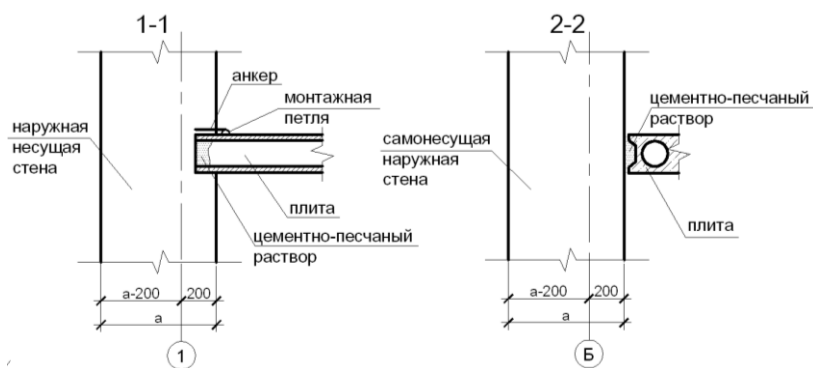 1-1
анкер
монтажная
петля
наружная
несущая
стена
плита
цементно-песчаный
раствор
а-200
200
а
1
2-2
цементно-песчаный
раствор
самонесущая
наружная
стена
плита
а-200
200
а
Б